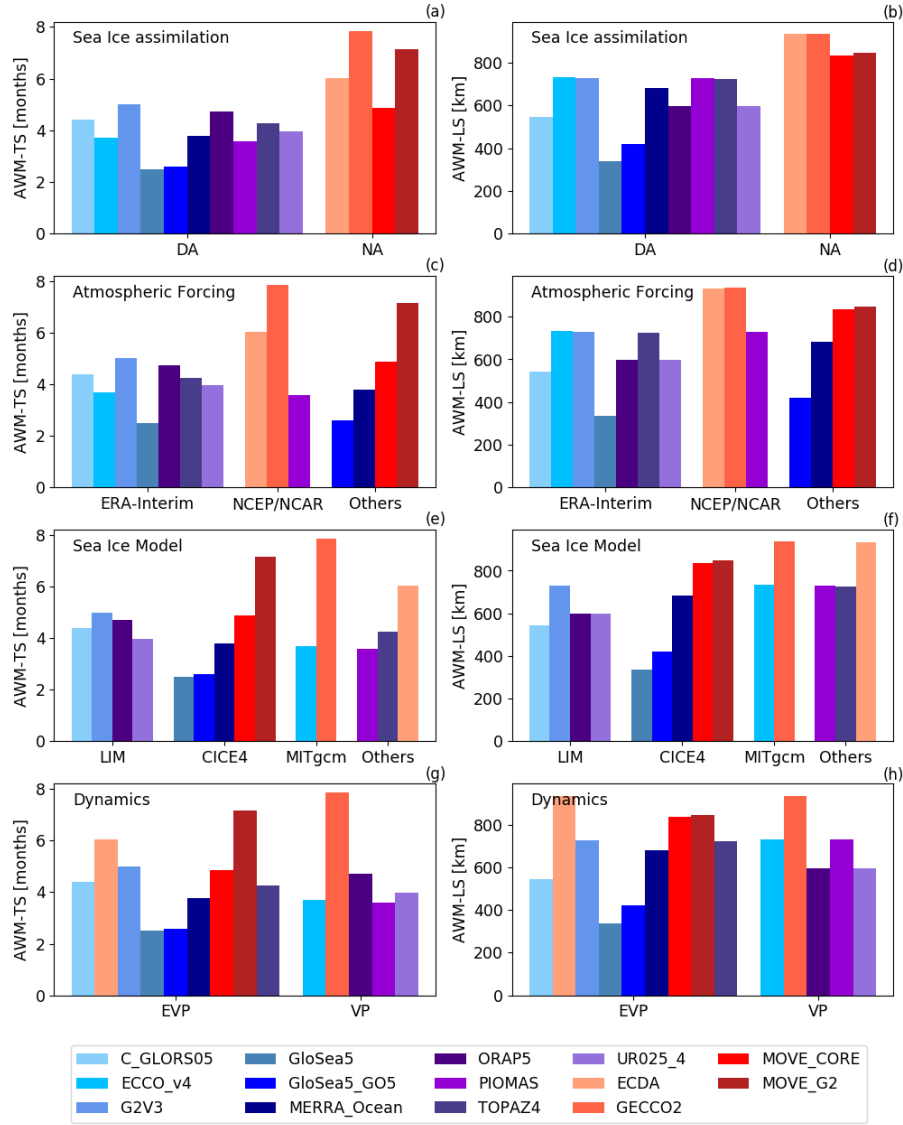 (a)
Sea Ice assimilation
AWM-TS [months]
8
6
4
2
0
DA NA
(b)
Sea Ice assimilation
AWM-LS [km]
800
600
400
200
0
DA NA
(c)
Atmospheric Forcing
AWM-TS [months]
8
6
4
2
0
ERA-Interim NCEP/NCAR Others
(d)
Atmospheric Forcing
AWM-LS [km]
800
600
400
200
0
ERA-Interim NCEP/NCAR Others
(e)
Sea Ice Model
AWM-TS [months]
8
6
4
2
0
LIM CICE4 MITgcm Others
(f)
Sea Ice Model
AWM-LS [km]
800
600
400
200
0
LIM CICE4 MITgcm Others
(g)
Dynamics
AWM-TS [months]
8
6
4
2
0
EVP VP
(h)
Dynamics
AWM-LS [km]
800
600
400
200
0
EVP VP
C_GLORS05 GloSea5 ORAP5 UR025_4 MOVE_CORE
ECCO_v4 GloSea5_GO5 PIOMAS ECDA MOVE_G2
G2V3 MERRA_Ocean TOPAZ4 GECCO2